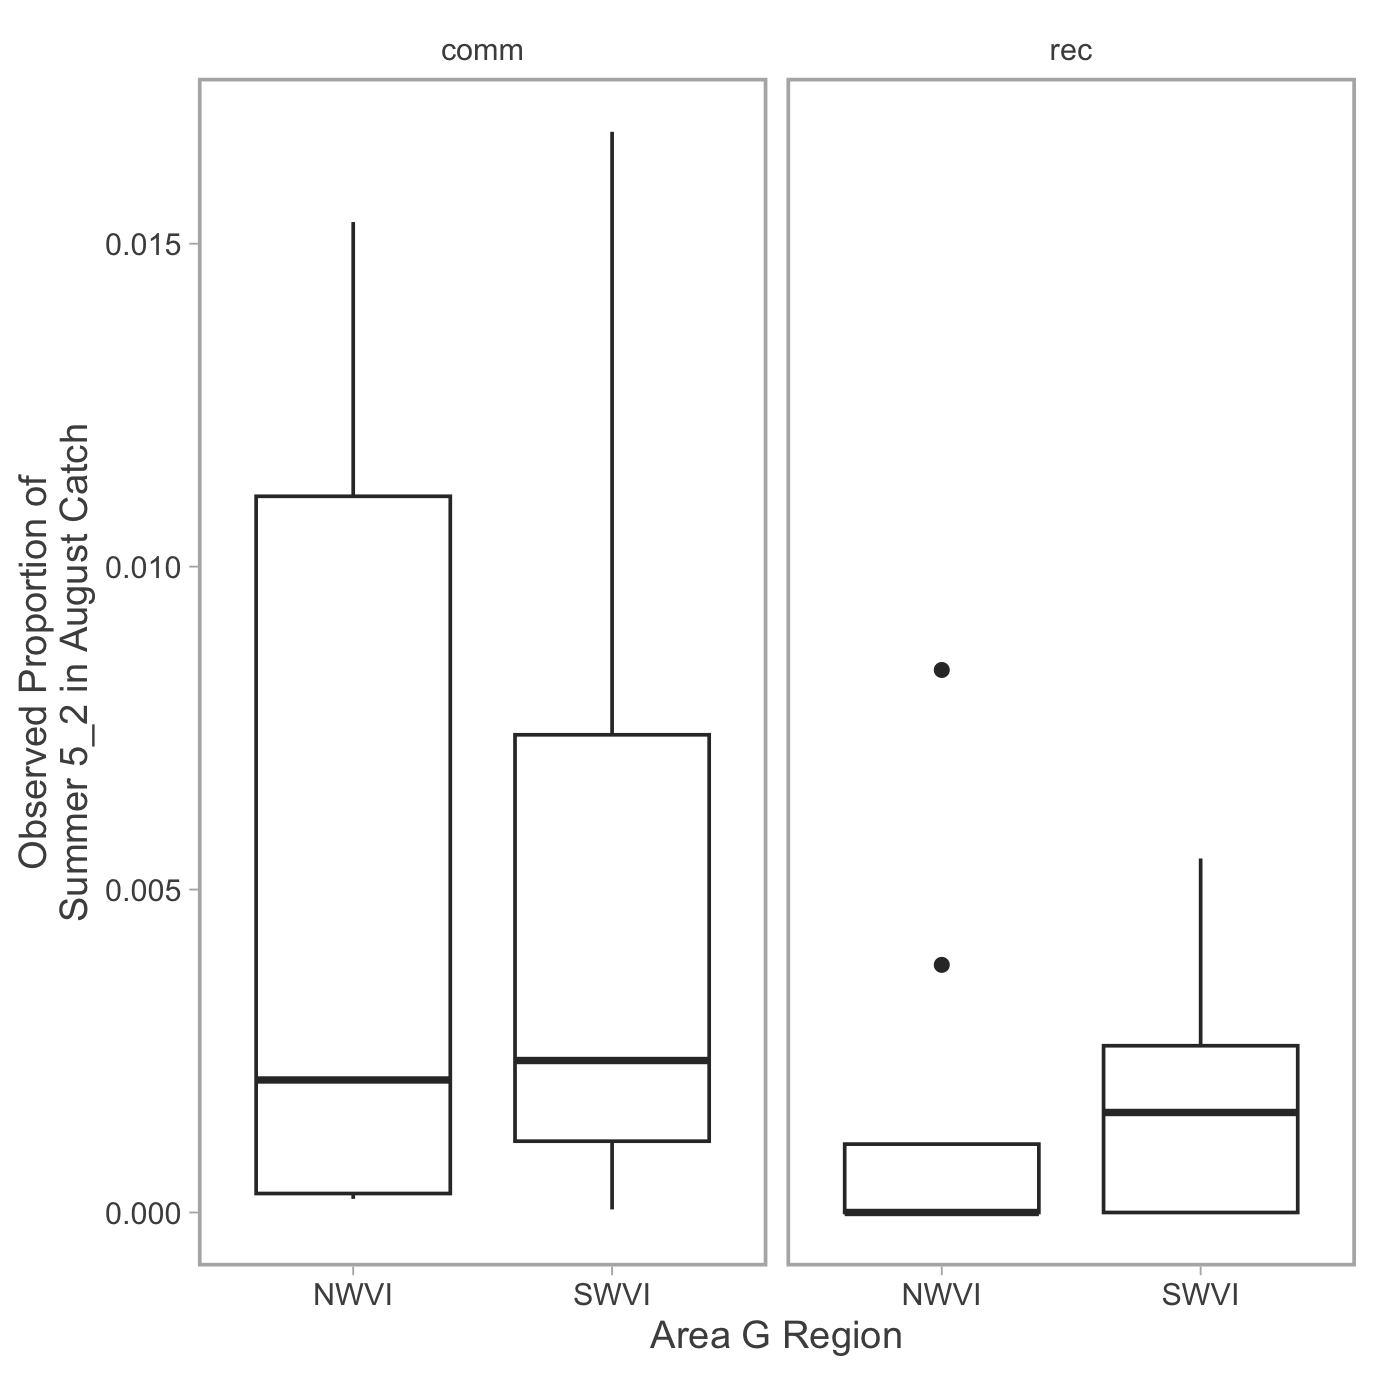 comm
rec
Observed Proportion of
Summer 5_2 in August Catch
0.015
0.010
0.005
0.000
NWVI
SWVI
NWVI
SWVI
Area G Region